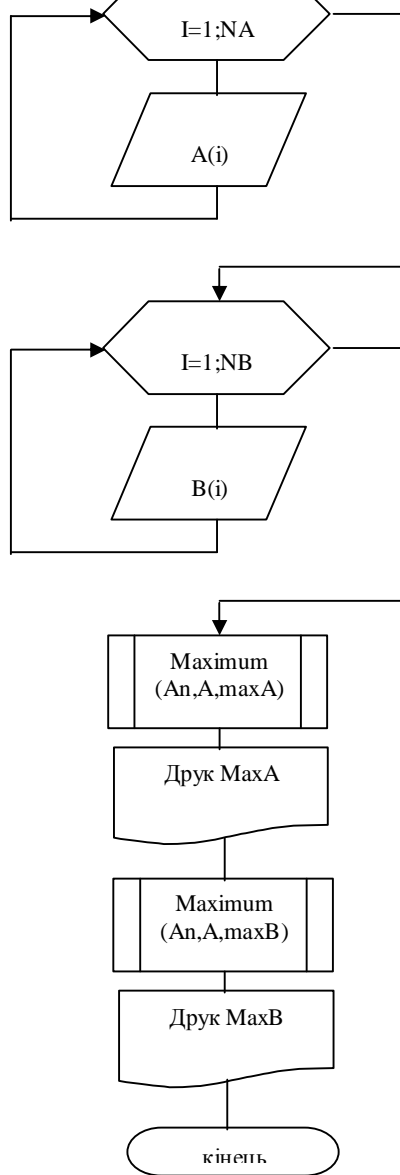 I=1;NA
A(i)
I=1;NB
B(i)
Maximum
(An,A,maxA)
Друк MaxA
Maximum
(An,A,maxB)
Друк MaxB
кінець